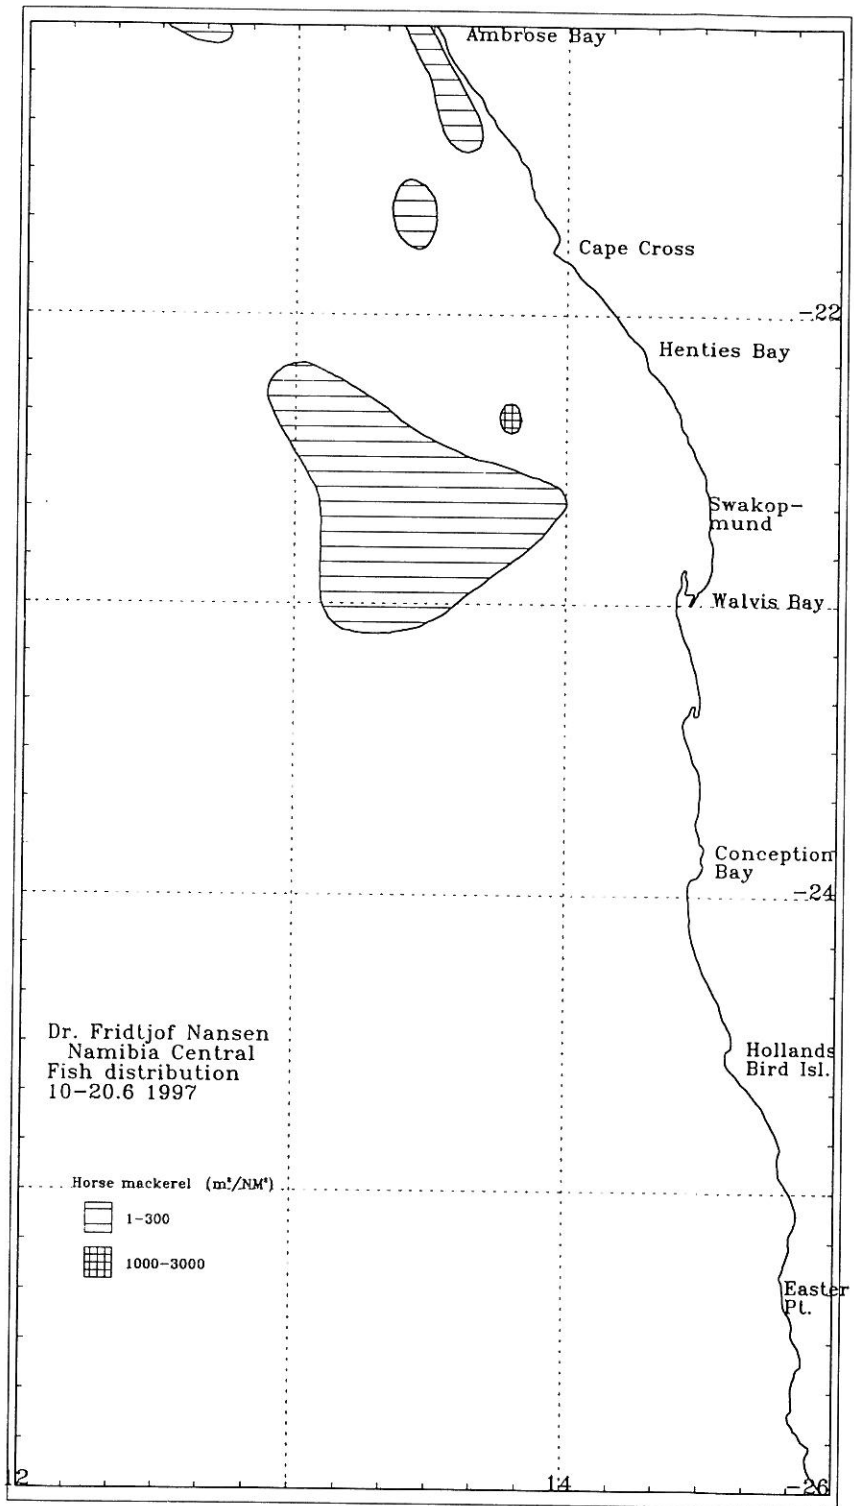 Ambrose Bay
Cape Cross
-22
Henties Bay
Swakop-
mund
Walvis Bay
Conception
Bay
-24
Dr. Fridtjof Nansen
Namibia Central
Fish distribution
10-20.6 1997
Hollands
Bird Isl.
Horse mackerel (m²/NM²)
1-300
1000-3000
Easter
Pt.
12
14
-26